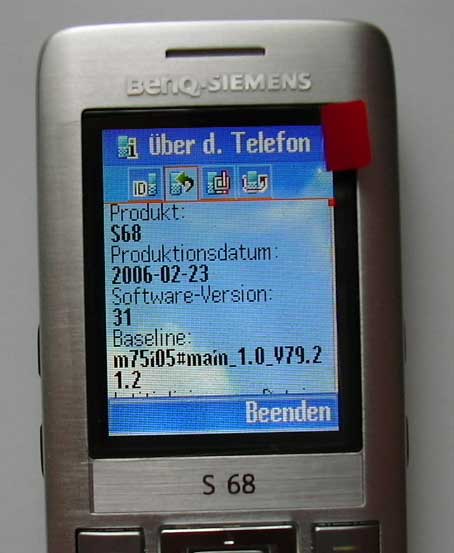 BenQ-SIEMENS
Über d. Telefon
ID
Produkt:
S68
Produktionsdatum:
2006-02-23
Software-Version:
31
Baseline:
m75i05#main_1.0_V79.2
1.2
Beenden
S 68